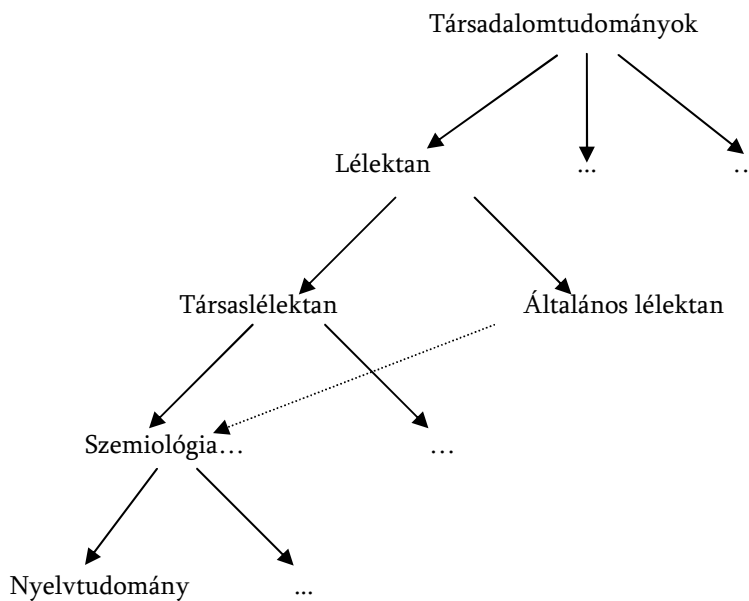 Társadalomtudományok
Lélektan ... ..
Társaslélektan Általános lélektan
Szemiológia… …
Nyelvtudomány ...